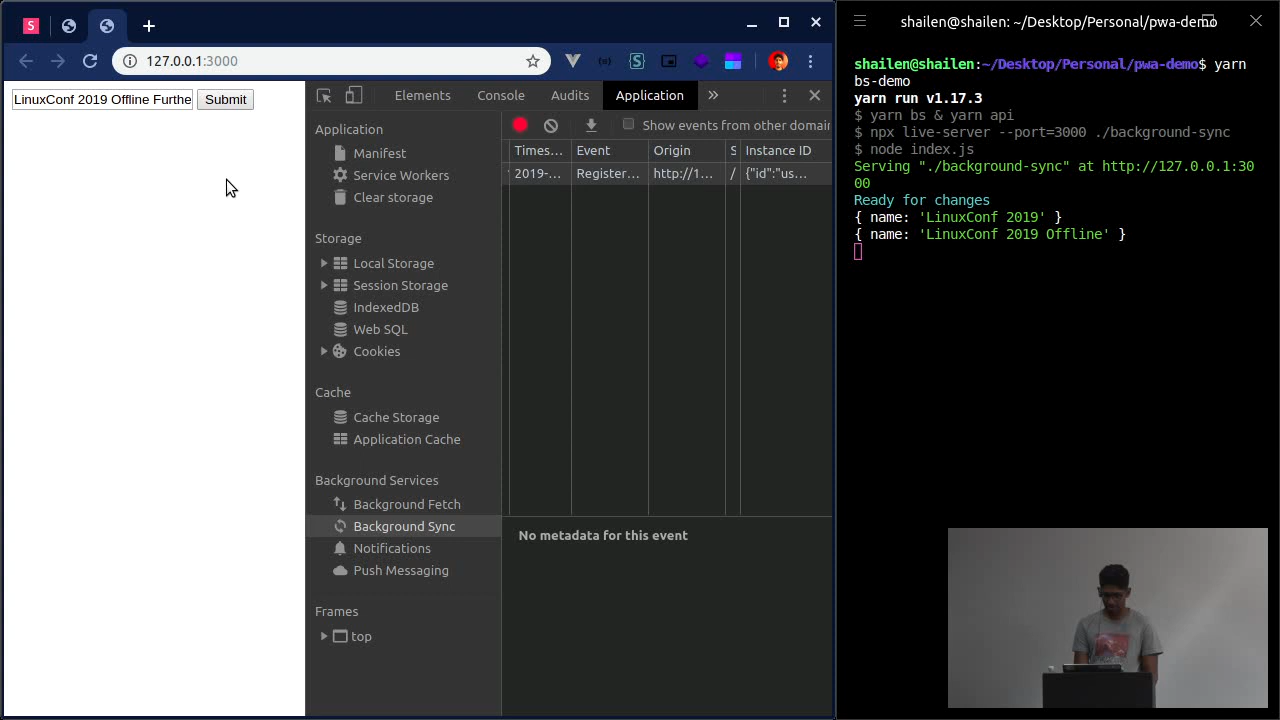 S
127.0.0.1:3000
LinuxConf 2019 Offline Furthe
Submit
Elements Console Audits Application »
Application
Manifest
Service Workers
Clear storage
Storage
Local Storage
Session Storage
IndexedDB
Web SQL
Cookies
Cache
Cache Storage
Application Cache
Background Services
Background Fetch
Background Sync
Notifications
Push Messaging
Frames
top
Show events from other domain
Times... Event Origin S Instance ID
2019-... Register... http://1... / {"id":"us...
No metadata for this event
shailen@shailen: ~/Desktop/Personal/pwa-demo
shailen@shailen:~/Desktop/Personal/pwa-demo$ yarn
bs-demo
yarn run v1.17.3
$ yarn bs & yarn api
$ npx live-server --port=3000 ./background-sync
$ node index.js
Serving "./background-sync" at http://127.0.0.1:30
00
Ready for changes
{ name: 'LinuxConf 2019' }
{ name: 'LinuxConf 2019 Offline' }